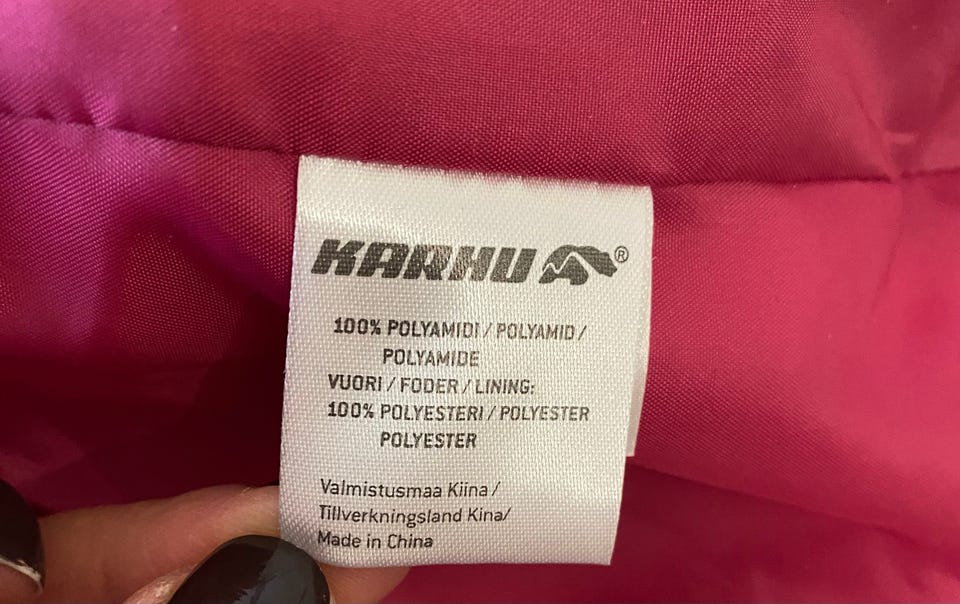 KARHU ®
100% POLYAMIDI / POLYAMID /
POLYAMIDE
VUORI / FODER / LINING:
100% POLYESTERI / POLYESTER
POLYESTER
Valmistusmaa Kiina /
Tillverkningsland Kina/
Made in China